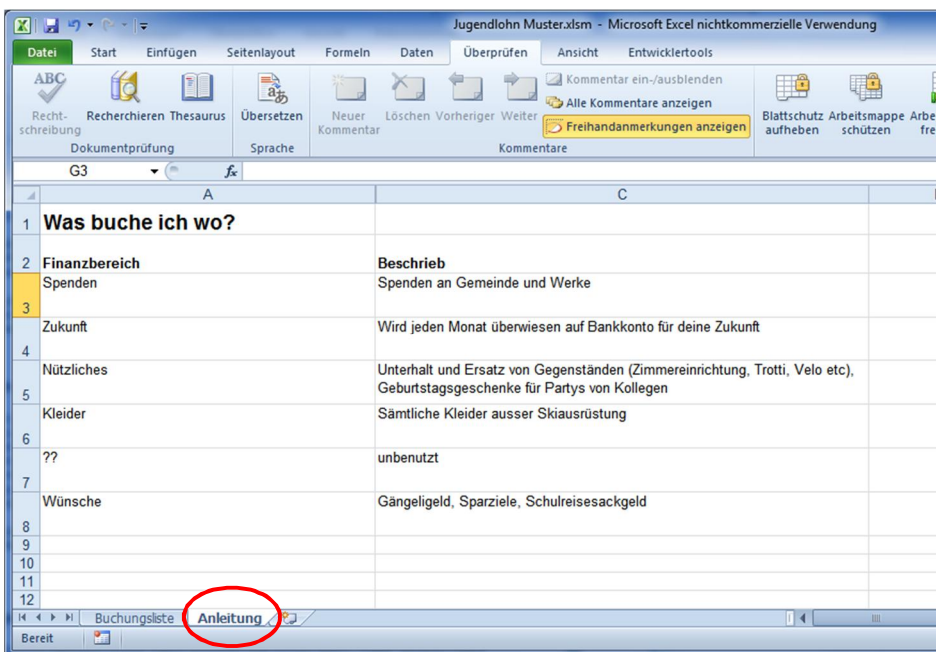 Jugendlohn Muster.xlsm - Microsoft Excel nichtkommerzielle Verwendung
Datei Start Einfügen Seitenlayout Formeln Daten Überprüfen Ansicht Entwicklertools
ABC
Recht-
schreibung
Recherchieren
Thesaurus
Übersetzen
Neuer
Kommentar
Löschen
Vorheriger
Weiter
Kommentar ein-/ausblenden
Alle Kommentare anzeigen
Freihandanmerkungen anzeigen
Blattschutz
aufheben
Arbeitsmappe
schützen
Arbe
fre
Dokumentprüfung Sprache Kommentare
G3 fx
A C
1 Was buche ich wo?
2 Finanzbereich Beschrieb
3 Spenden Spenden an Gemeinde und Werke
4 Zukunft Wird jeden Monat überwiesen auf Bankkonto für deine Zukunft
5 Nützliches Unterhalt und Ersatz von Gegenständen (Zimmereinrichtung, Trotti, Velo etc),
Geburtstagsgeschenke für Partys von Kollegen
6 Kleider Sämtliche Kleider ausser Skiausrüstung
7 ?? unbenutzt
8 Wünsche Gängeligeld, Sparziele, Schulreisesackgeld
9
10
11
12
Buchungsliste Anleitung
Bereit